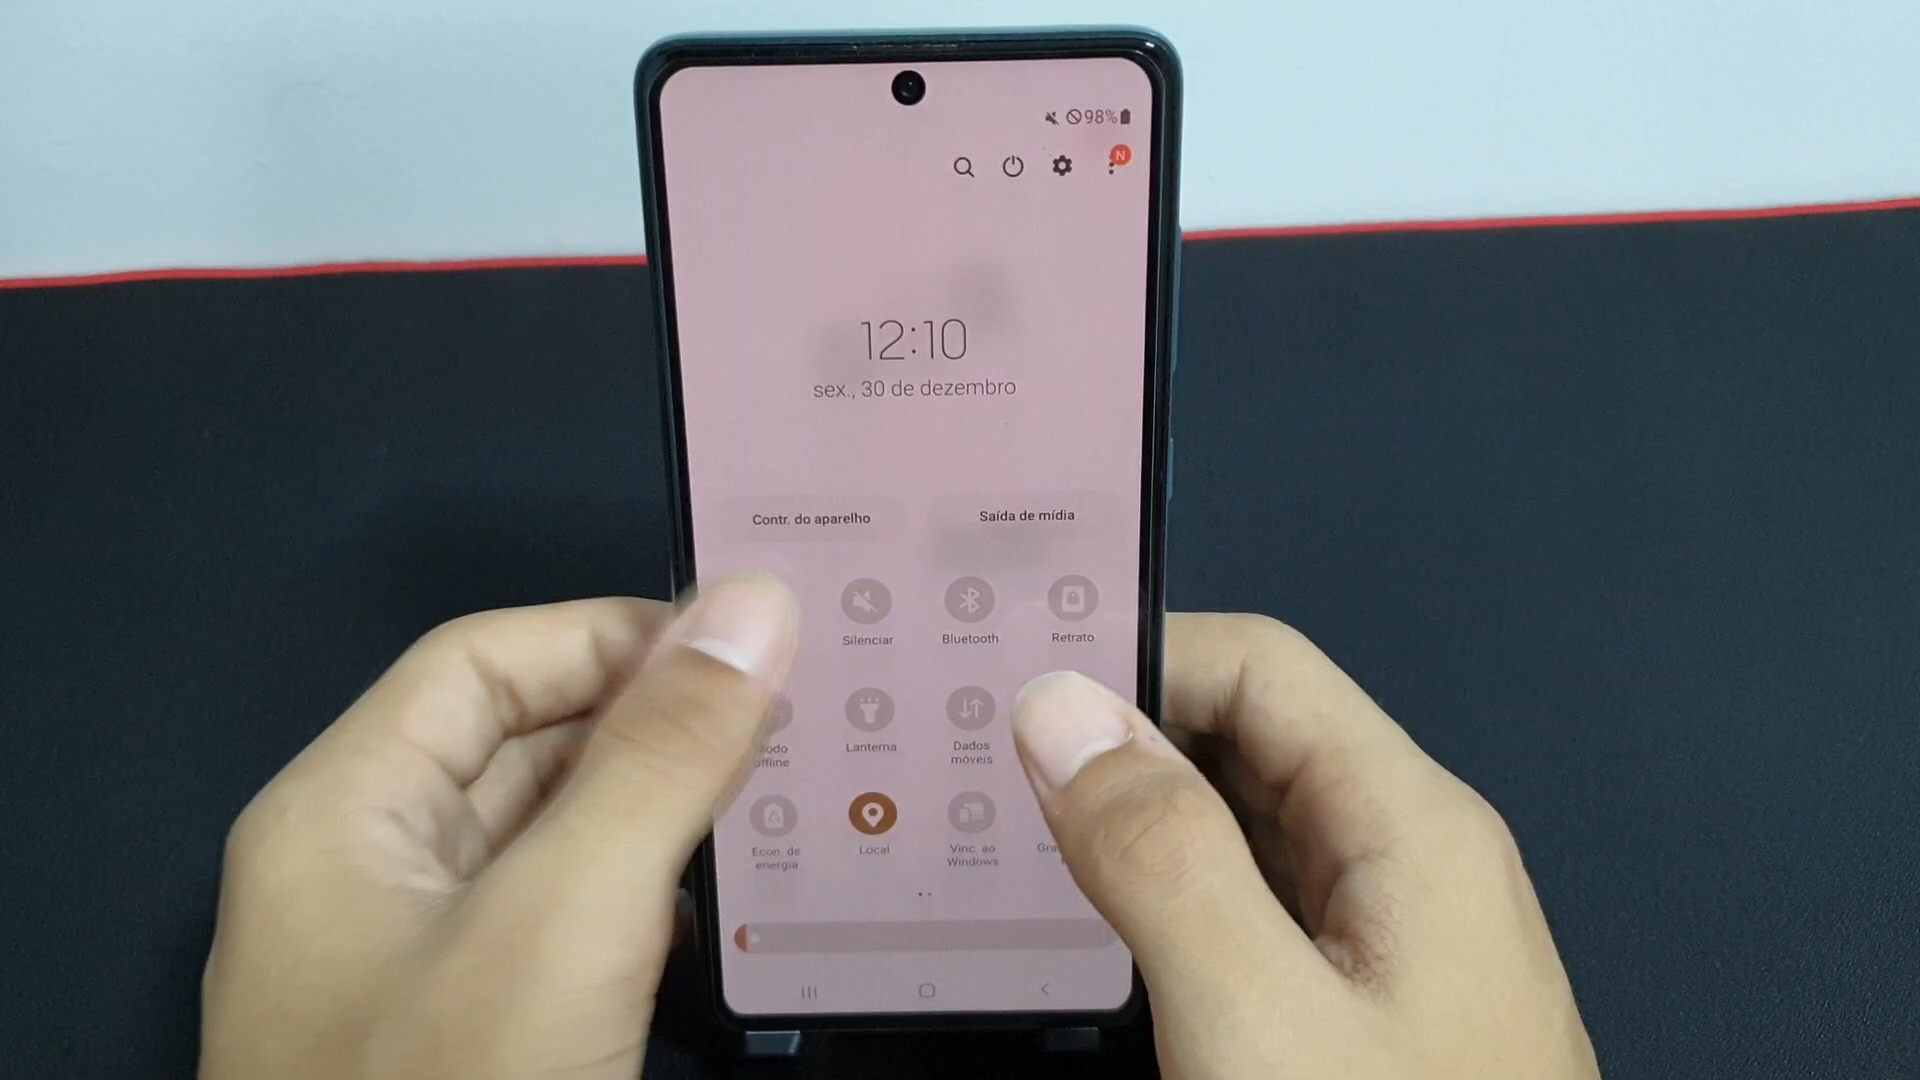 98%
N
12:10
sex., 30 de dezembro
Contr. do aparelho
Saída de mídia
Silenciar
Bluetooth
Retrato
Lanterna
Dados
móveis
offline
Econ. de
energia
Local
Vinc. ao
Windows